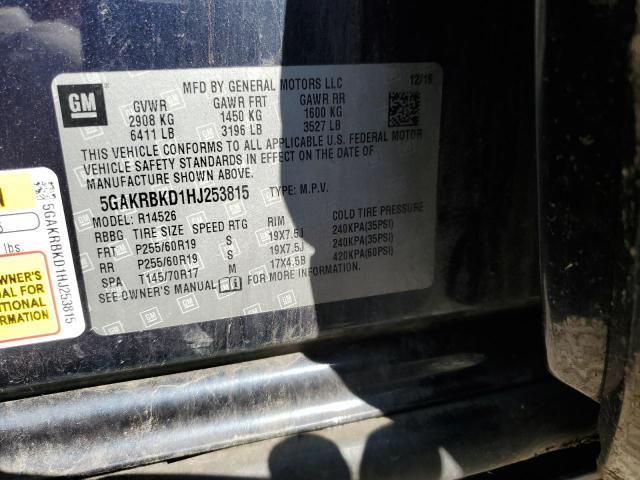 GM
MFD BY GENERAL MOTORS LLC 12/16
GVWR GAWR FRT GAWR RR
2908 KG 1450 KG 1600 KG
6411 LB 3196 LB 3527 LB
THIS VEHICLE CONFORMS TO ALL APPLICABLE U.S. FEDERAL MOTOR
VEHICLE SAFETY STANDARDS IN EFFECT ON THE DATE OF
MANUFACTURE SHOWN ABOVE.
5GAKRBKD1HJ253815 TYPE: M.P.V.
MODEL: R14526
RBBG TIRE SIZE SPEED RTG RIM COLD TIRE PRESSURE
FRT P255/60R19 S 19X7.5J 240KPA(35PSI)
RR P255/60R19 S 19X7.5J 240KPA(35PSI)
SPA T145/70R17 M 17X4.5B 420KPA(60PSI)
SEE OWNER'S MANUAL FOR MORE INFORMATION
5GAKRBKD1HJ253815
lbs
OWNER'S
FOR
INFORMATION